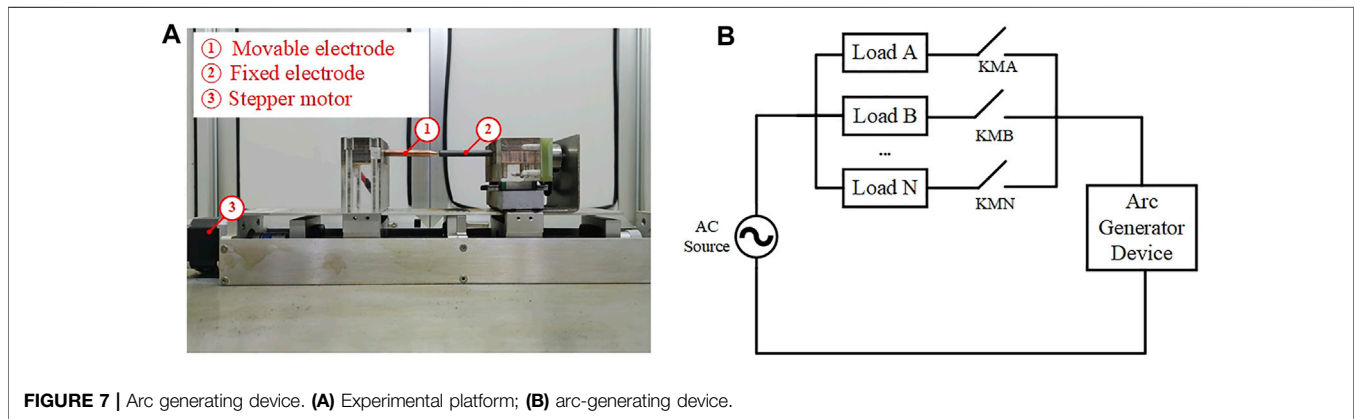 A
① Movable electrode
② Fixed electrode
③ Stepper motor
1
2
3
B
Load A
KMA
Load B
KMB
...
Load N
KMN
AC
Source
Arc
Generator
Device
FIGURE 7 | Arc generating device. (A) Experimental platform; (B) arc-generating device.